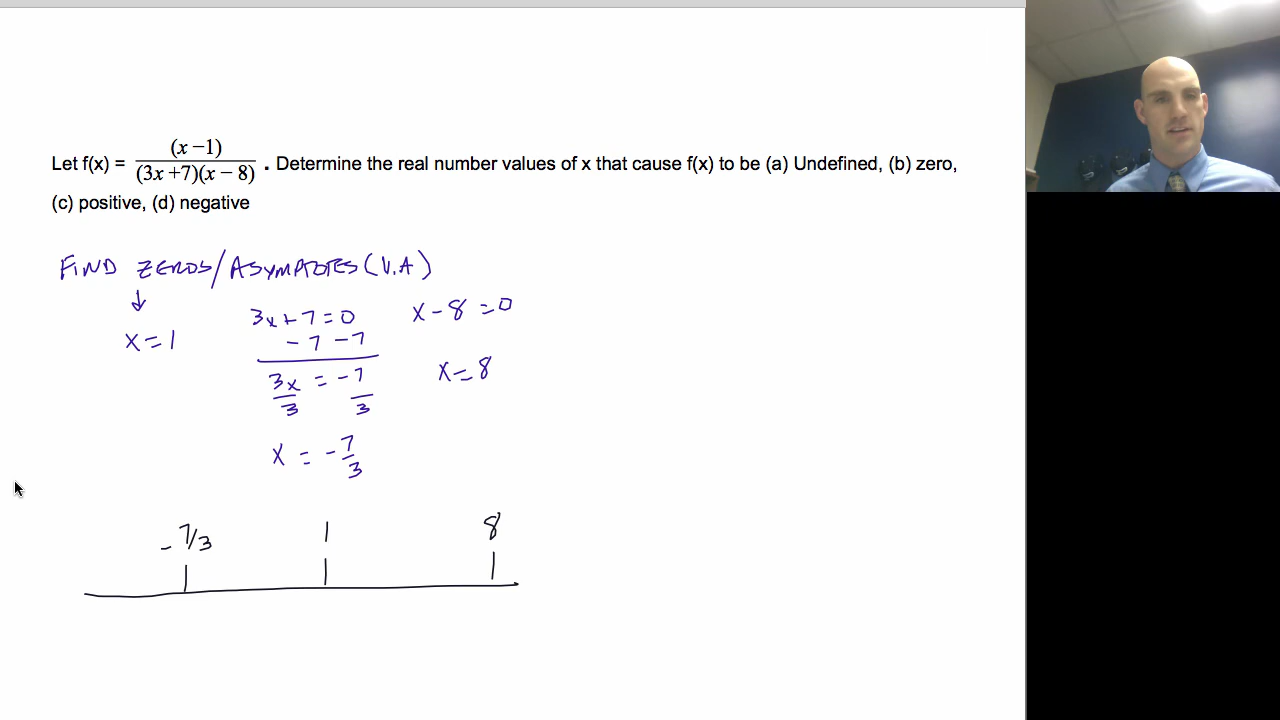 Let f(x) = (x −1) / (3x +7)(x − 8) . Determine the real number values of x that cause f(x) to be (a) Undefined, (b) zero,
(c) positive, (d) negative
FIND ZEROS/ASYMPTOTES (V.A)
↓
x = 1
3x + 7 = 0
− 7 − 7
3x/3 = −7/3
x = − 7/3
x − 8 = 0
x = 8
− 7/3 1 8